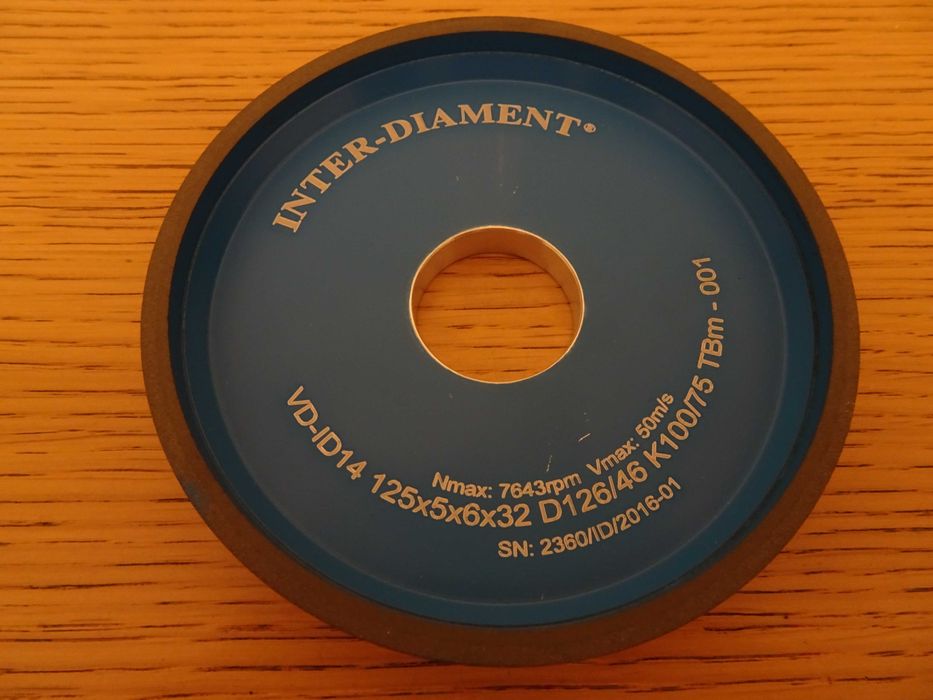 INTER-DIAMENT®
Nmax: 7643rpm Vmax: 50m/s
VD-ID14 125x5x6x32 D126/46 K100/75 TBm - 001
SN: 2360/ID/2016-01